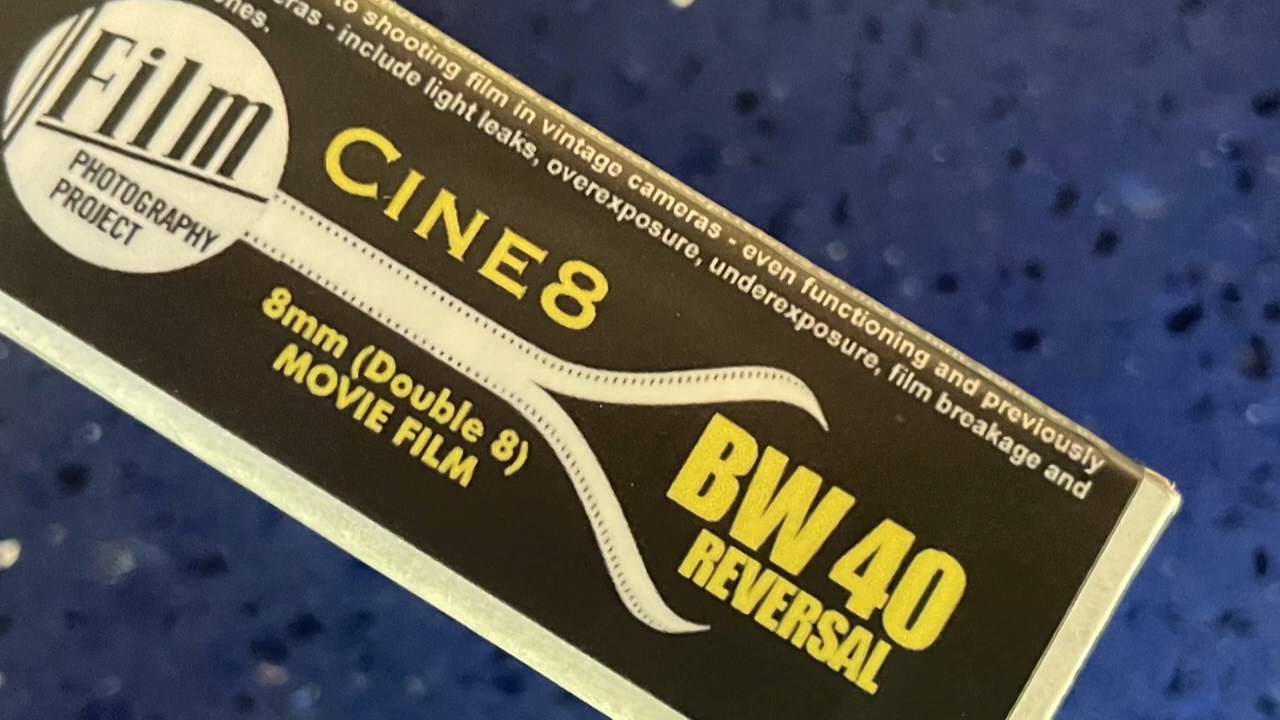 to shooting film in vintage cameras - even functioning and previously
- include light leaks, overexposure, underexposure, film breakage and
Film
PHOTOGRAPHY
PROJECT
CINE8
8mm (Double 8)
MOVIE FILM
BW 40
REVERSAL